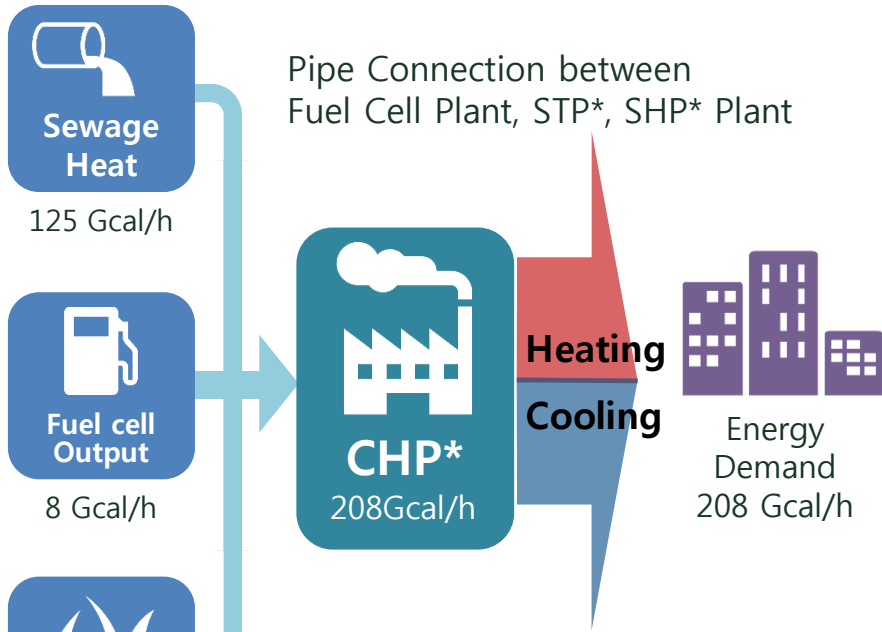 Pipe Connection between
Fuel Cell Plant, STP*, SHP* Plant
Sewage
Heat
125 Gcal/h
Fuel cell
Output
8 Gcal/h
CHP*
208Gcal/h
Heating
Cooling
Energy
Demand
208 Gcal/h